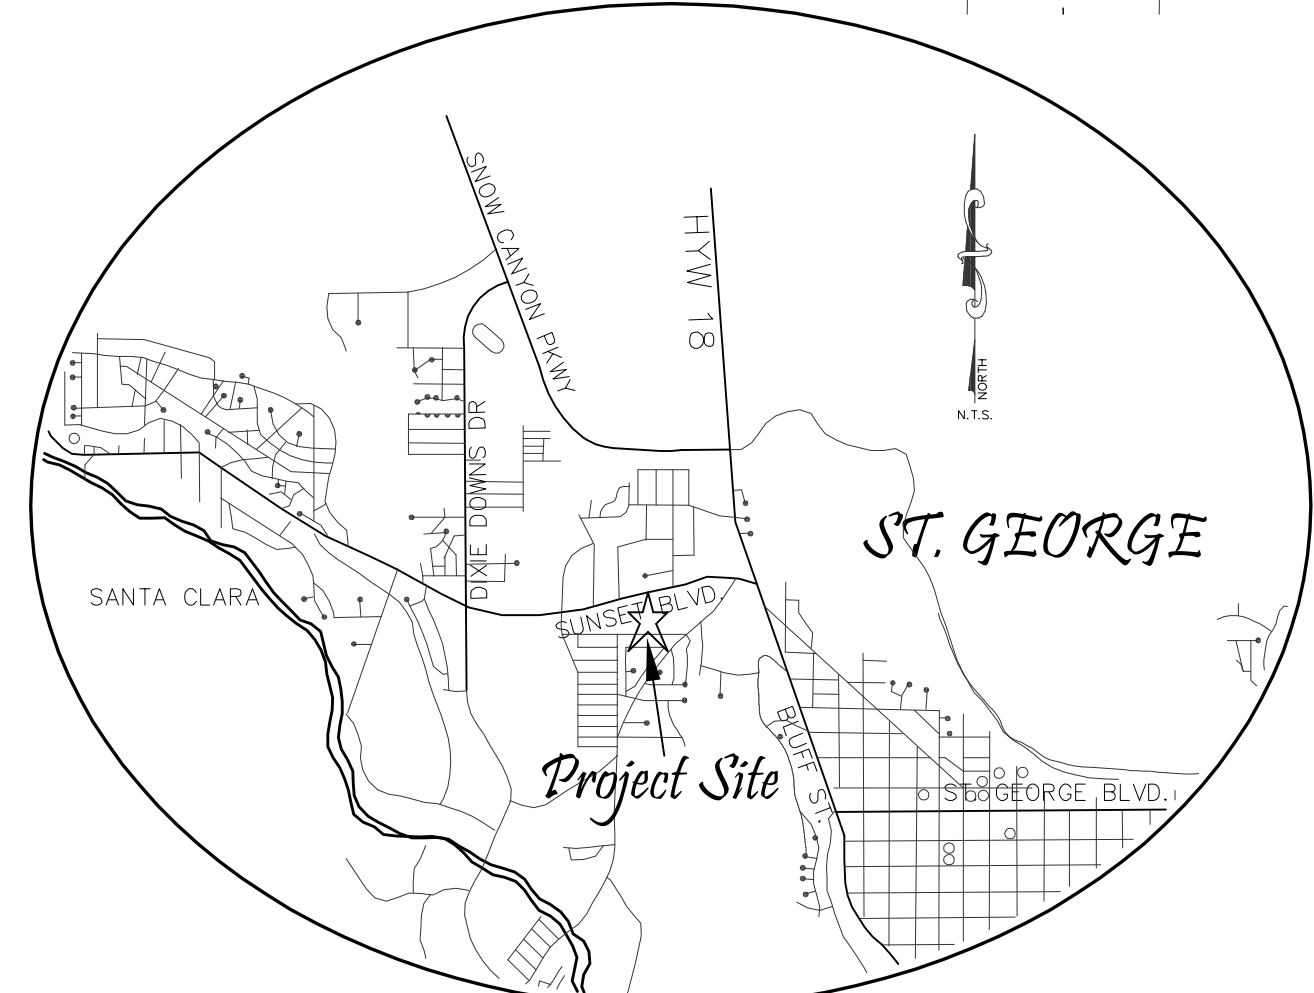 SNOW CANYON PKWY
HYW 18
NORTH
N.T.S.
DIXIE DOWNS DR
ST. GEORGE
SANTA CLARA
SUNSET BLVD.
BLUFF ST.
Project Site
ST. GEORGE BLVD.